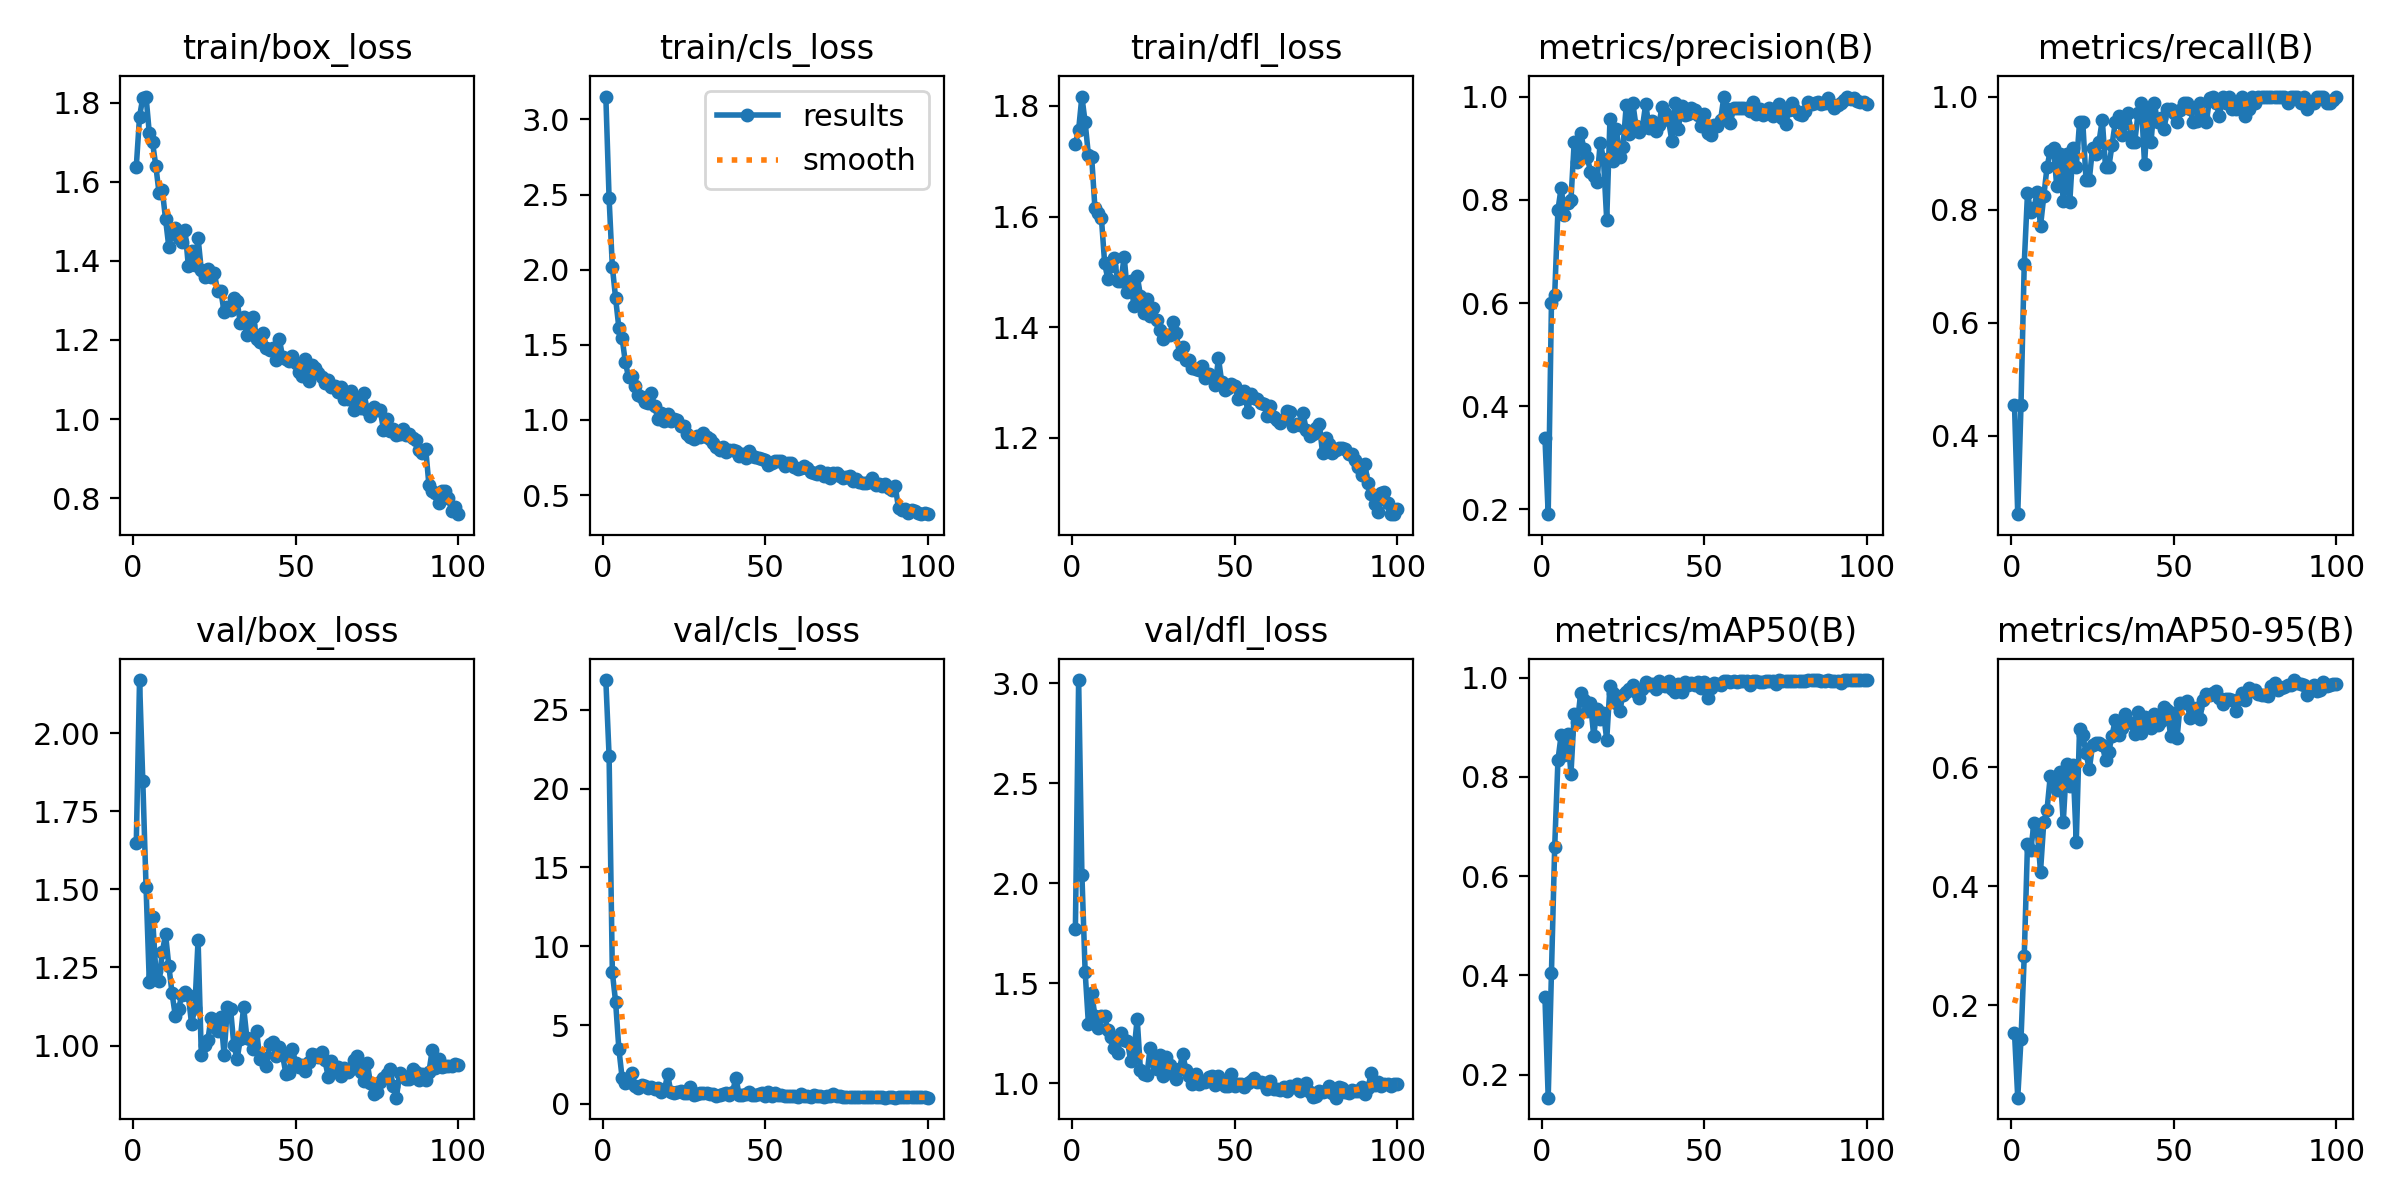 train/box_loss
1.8
1.6
1.4
1.2
1.0
0.8
0 50 100
train/cls_loss
3.0
2.5
2.0
1.5
1.0
0.5
results
smooth
0 50 100
train/dfl_loss
1.8
1.6
1.4
1.2
0 50 100
metrics/precision(B)
1.0
0.8
0.6
0.4
0.2
0 50 100
metrics/recall(B)
1.0
0.8
0.6
0.4
0 50 100
val/box_loss
2.00
1.75
1.50
1.25
1.00
0 50 100
val/cls_loss
25
20
15
10
5
0
0 50 100
val/dfl_loss
3.0
2.5
2.0
1.5
1.0
0 50 100
metrics/mAP50(B)
1.0
0.8
0.6
0.4
0.2
0 50 100
metrics/mAP50-95(B)
0.6
0.4
0.2
0 50 100